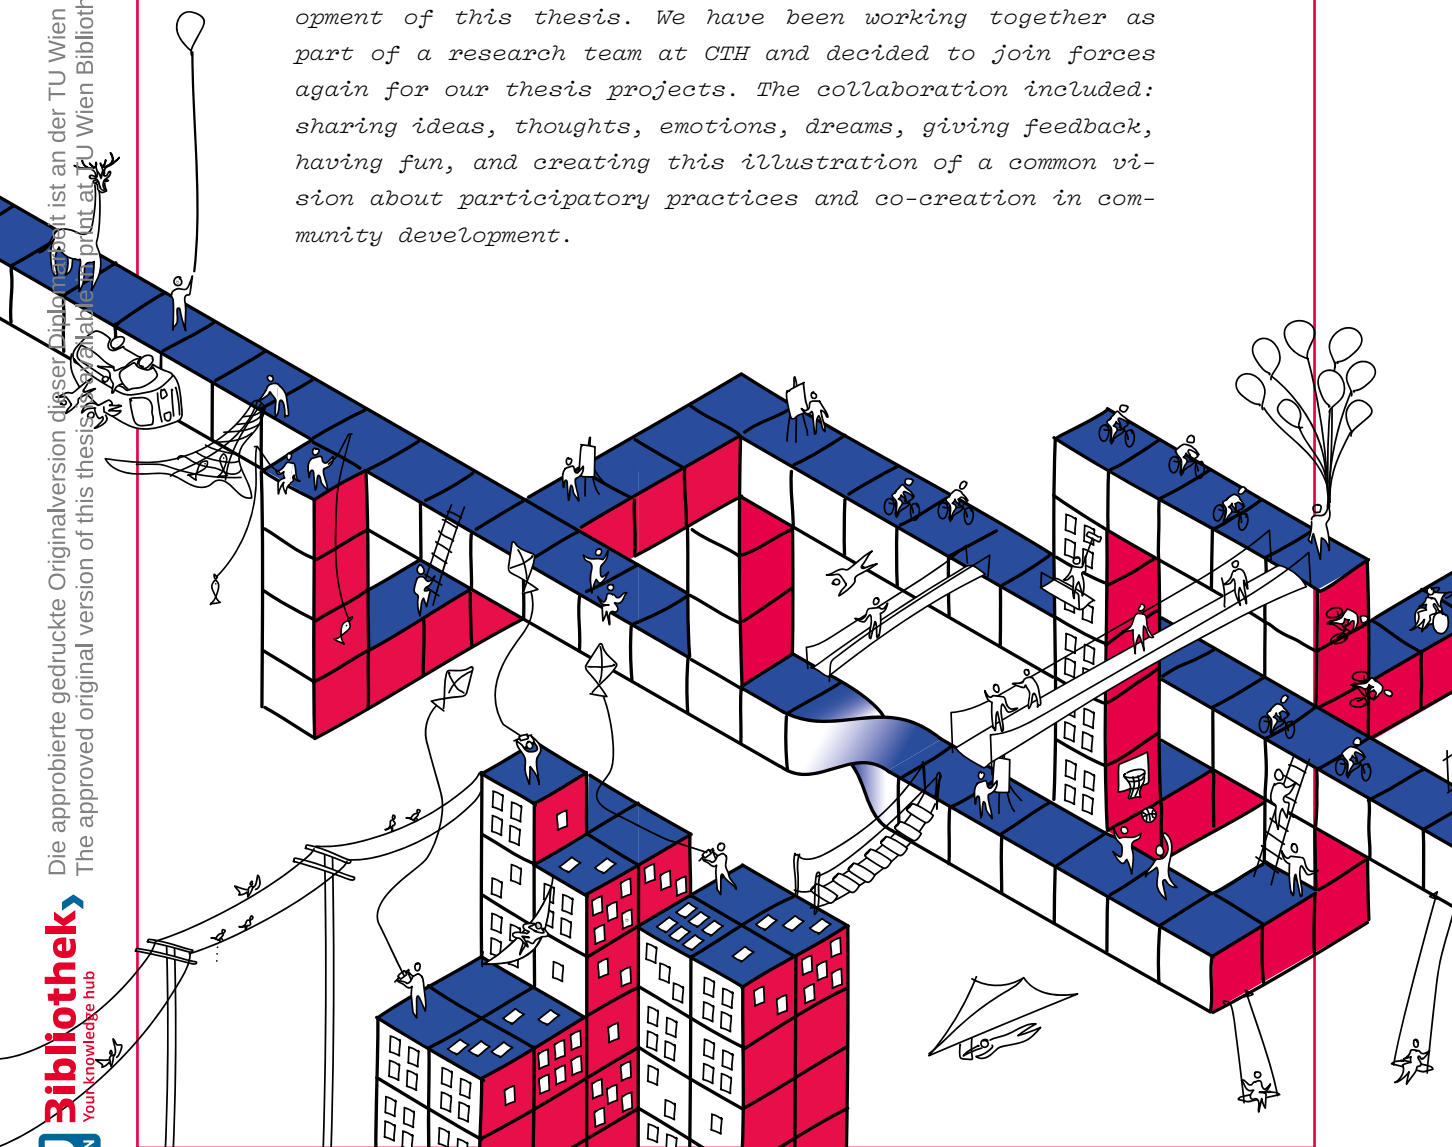 opment of this thesis. We have been working together as
part of a research team at CTH and decided to join forces
again for our thesis projects. The collaboration included:
sharing ideas, thoughts, emotions, dreams, giving feedback,
having fun, and creating this illustration of a common vi-
sion about participatory practices and co-creation in com-
munity development.
Die approbierte gedruckte Originalversion dieser Diplomarbeit ist an der TU Wien
The approved original version of this thesis is available in print at TU Wien Biblioth
Bibliothek
Your knowledge hub